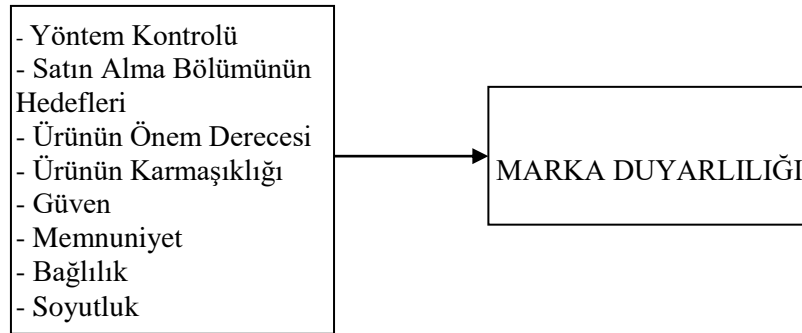 - Yöntem Kontrolü
- Satın Alma Bölümünün
Hedefleri
- Ürünün Önem Derecesi
- Ürünün Karmaşıklığı
- Güven
- Memnuniyet
- Bağlılık
- Soyutluk
MARKA DUYARLILIĞI